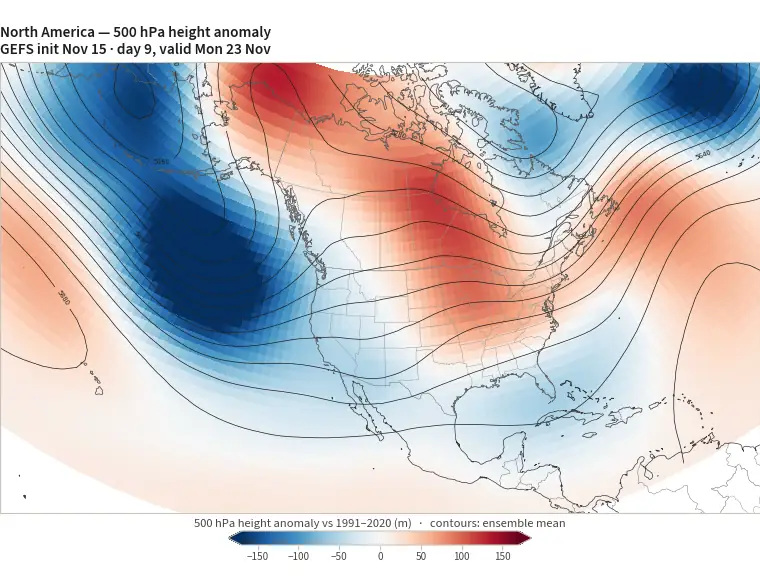 North America — 500 hPa height anomaly
GEFS init Nov 15 · day 9, valid Mon 23 Nov
5640
5880
500 hPa height anomaly vs 1991–2020 (m) · contours: ensemble mean
−150 −100 −50 0 50 100 150